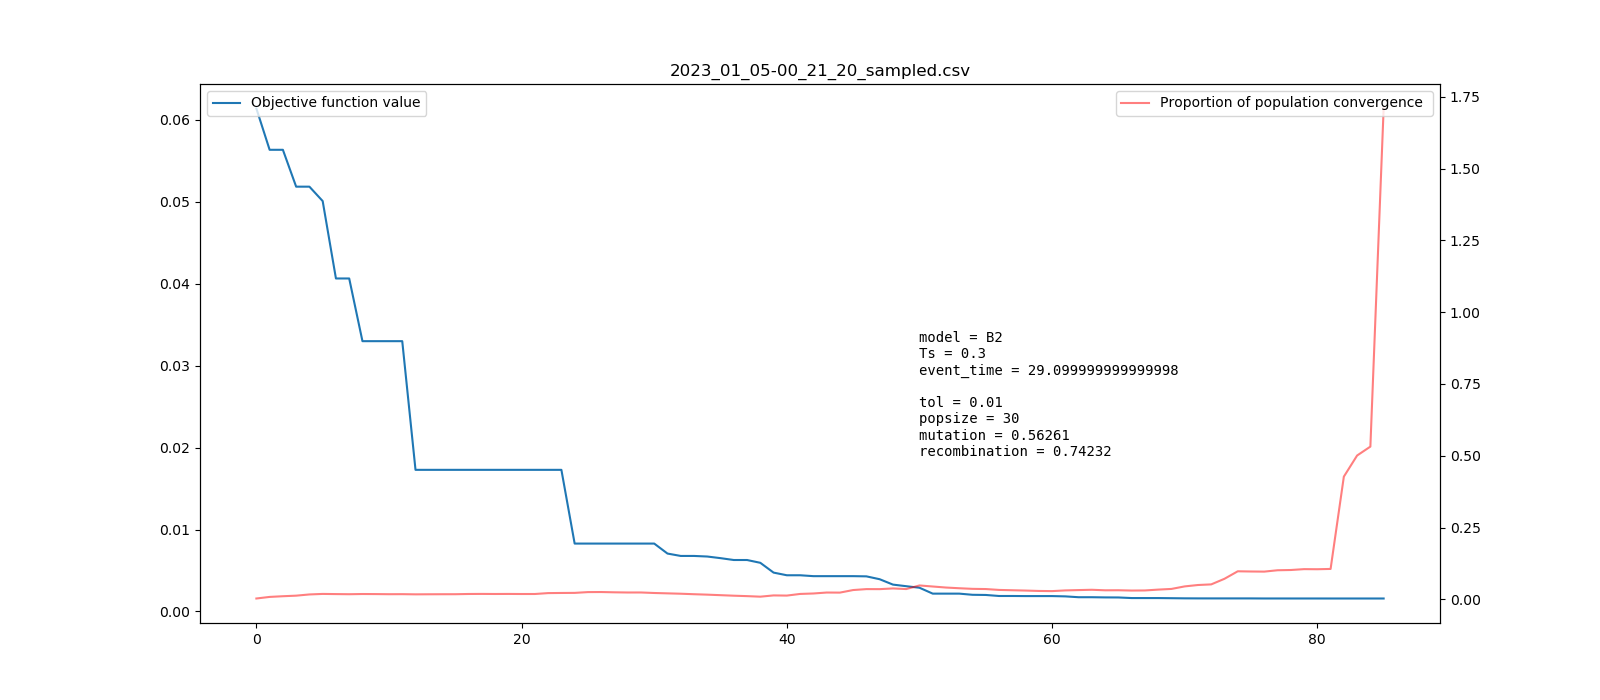 2023_01_05-00_21_20_sampled.csv
Objective function value
Proportion of population convergence
0.06
0.05
0.04
0.03
0.02
0.01
0.00
1.75
1.50
1.25
1.00
0.75
0.50
0.25
0.00
model = B2
Ts = 0.3
event_time = 29.099999999999998
tol = 0.01
popsize = 30
mutation = 0.56261
recombination = 0.74232
0
20
40
60
80